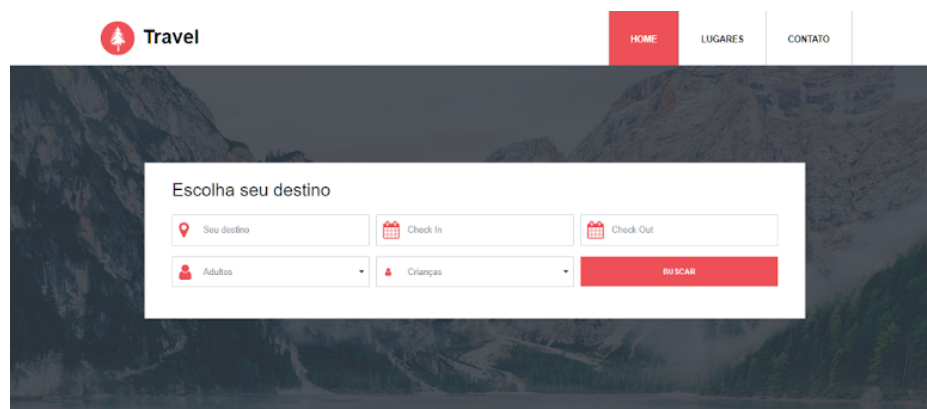 Travel
HOME LUGARES CONTATO
Escolha seu destino
Seu destino Check In Check Out
Adultos Crianças BUSCAR